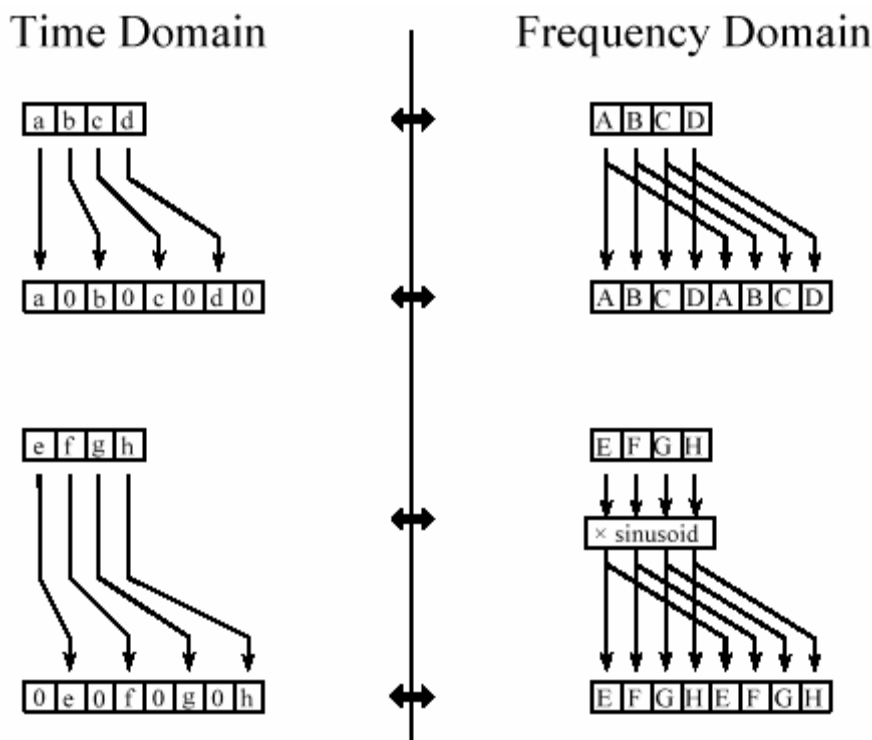 Time Domain Frequency Domain
a b c d A B C D
a 0 b 0 c 0 d 0 A B C D A B C D
e f g h E F G H
× sinusoid
0 e 0 f 0 g 0 h E F G H E F G H